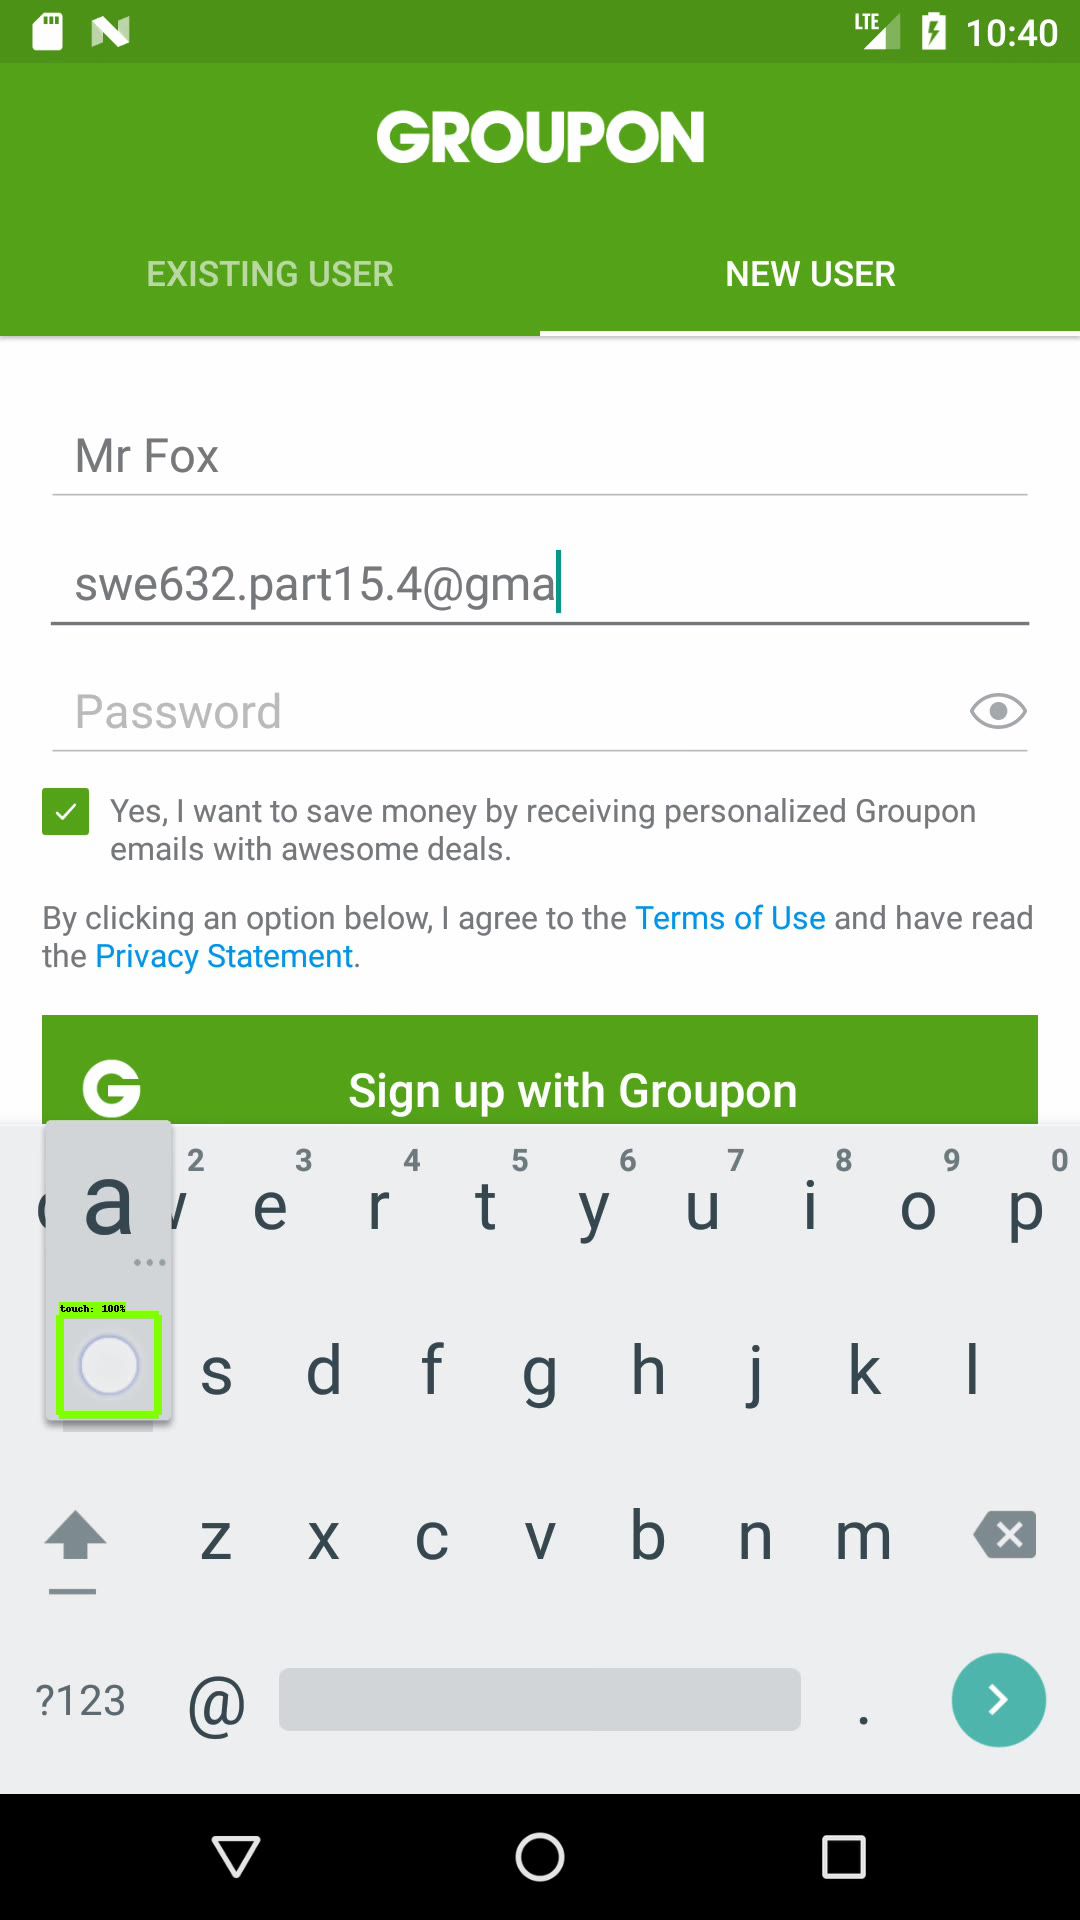 LTE 10:40
GROUPON
EXISTING USER NEW USER
Mr Fox
swe632.part15.4@gma
Password
Yes, I want to save money by receiving personalized Groupon
emails with awesome deals.
By clicking an option below, I agree to the Terms of Use and have read
the Privacy Statement.
G Sign up with Groupon
2 3 4 5 6 7 8 9 0
a e r t y u i o p
touch: 100%
s d f g h j k l
z x c v b n m
?123 @ .